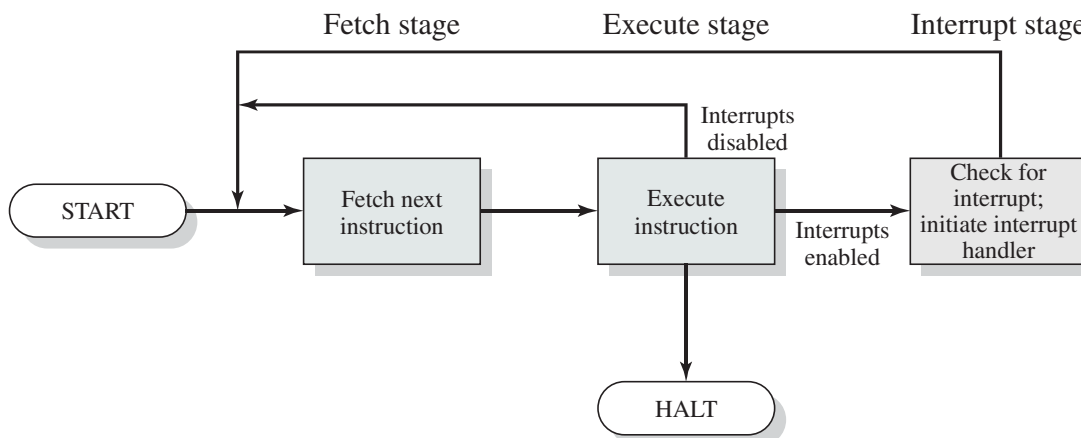 Fetch stage
Execute stage
Interrupt stage
Interrupts
disabled
START
Fetch next
instruction
Execute
instruction
Interrupts
enabled
Check for
interrupt;
initiate interrupt
handler
HALT